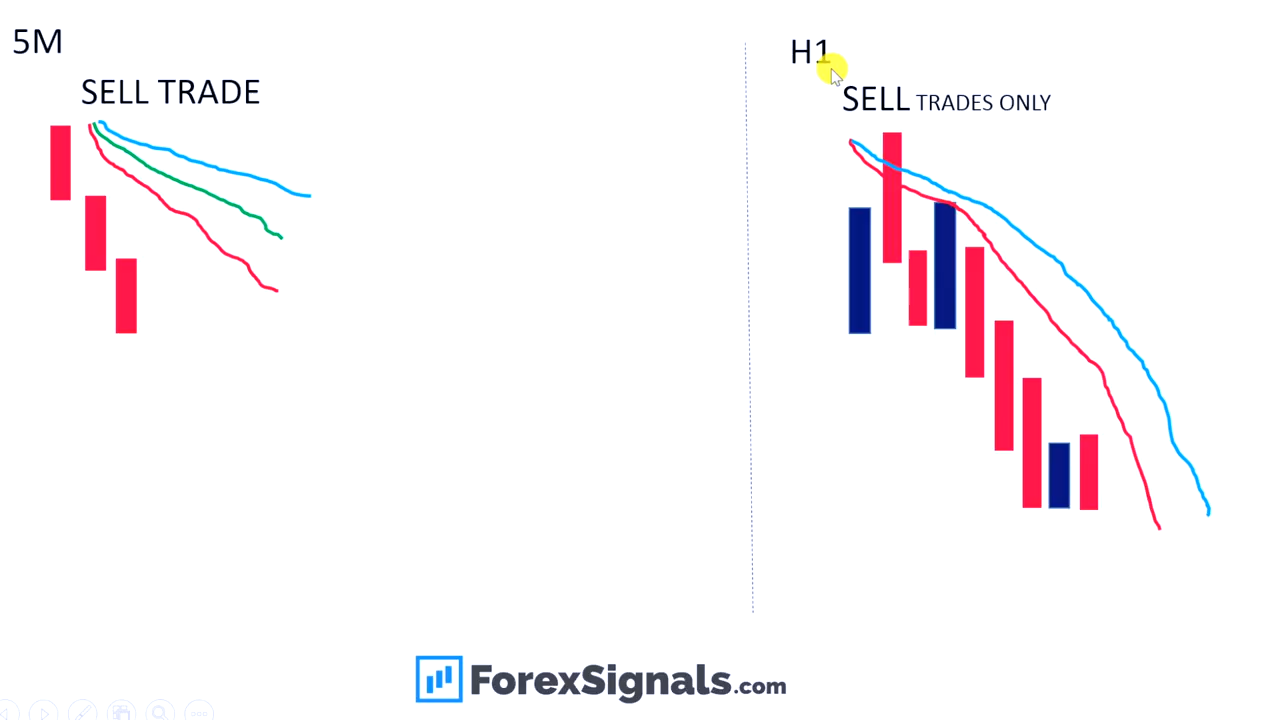 5M
SELL TRADE
H1
SELL TRADES ONLY
ForexSignals.com